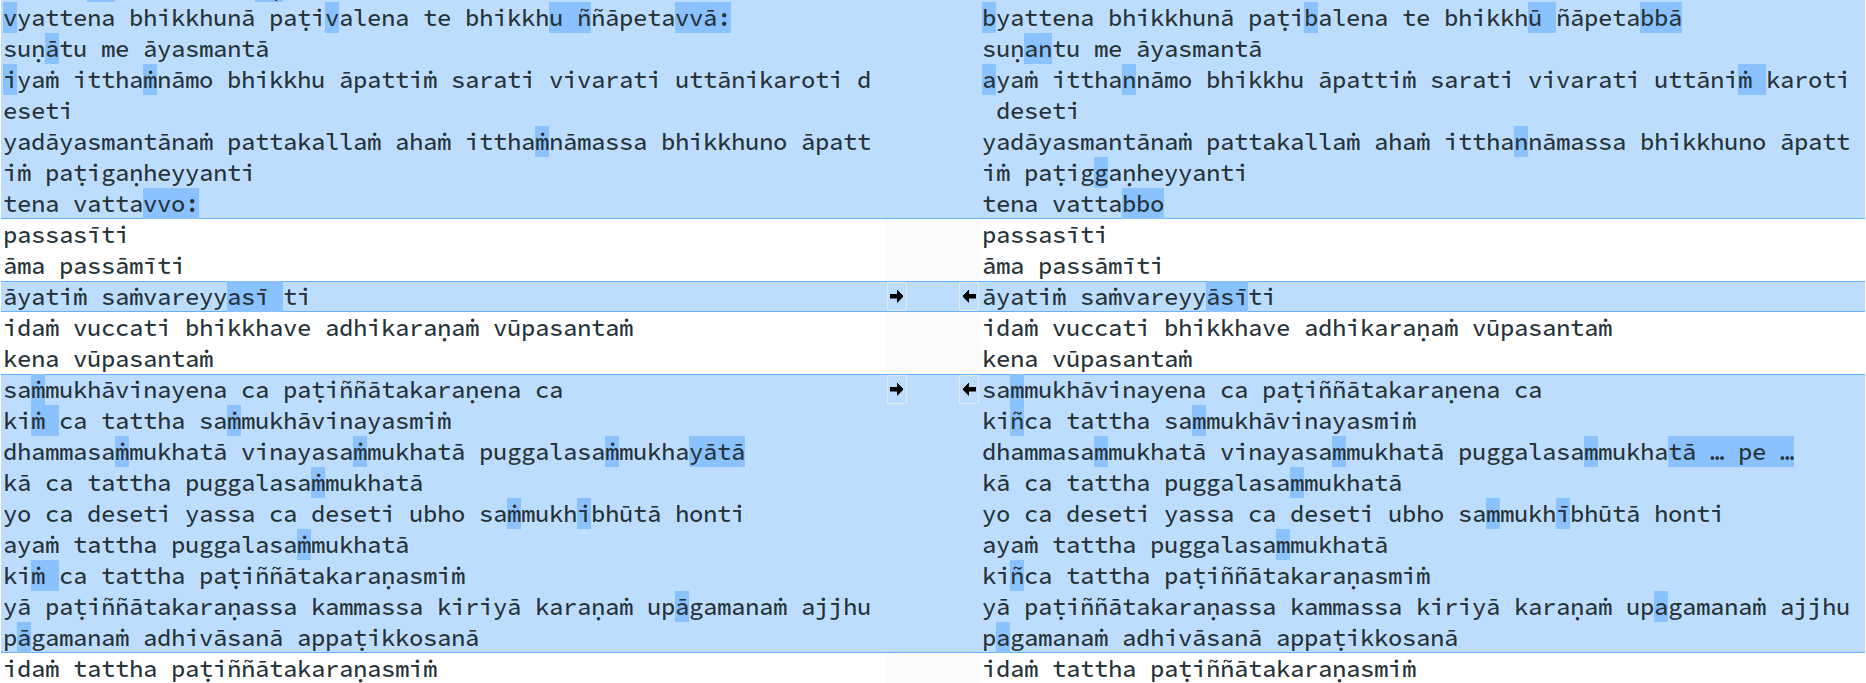 vyattena bhikkhunā paṭivalena te bhikkhu ññāpetavvā:
suṇātu me āyasmantā
iyaṁ itthaṁnāmo bhikkhu āpattiṁ sarati vivarati uttānikaroti d
eseti
yadāyasmantānaṁ pattakallaṁ ahaṁ itthaṁnāmassa bhikkhuno āpatt
iṁ paṭigaṇheyyanti
tena vattavvo:
passasīti
āma passāmīti
āyatiṁ saṁvareyyasī ti
idaṁ vuccati bhikkhave adhikaraṇaṁ vūpasantaṁ
kena vūpasantaṁ
saṁmukhāvinayena ca paṭiññātakaraṇena ca
kiṁ ca tattha saṁmukhāvinayasmiṁ
dhammasaṁmukhatā vinayasaṁmukhatā puggalasaṁmukhayātā
kā ca tattha puggalasaṁmukhatā
yo ca deseti yassa ca deseti ubho saṁmukhibhūtā honti
ayaṁ tattha puggalasaṁmukhatā
kiṁ ca tattha paṭiññātakaraṇasmiṁ
yā paṭiññātakaraṇassa kammassa kiriyā karaṇaṁ upāgamanaṁ ajjhu
pāgamanaṁ adhivāsanā appaṭikkosanā
idaṁ tattha paṭiññātakaraṇasmiṁ
byattena bhikkhunā paṭibalena te bhikkhū ñāpetabbā
suṇantu me āyasmantā
ayaṁ itthannāmo bhikkhu āpattiṁ sarati vivarati uttāniṁ karoti
deseti
yadāyasmantānaṁ pattakallaṁ ahaṁ itthannāmassa bhikkhuno āpatt
iṁ paṭiggaṇheyyanti
tena vattabbo
passasīti
āma passāmīti
āyatiṁ saṁvareyyāsīti
idaṁ vuccati bhikkhave adhikaraṇaṁ vūpasantaṁ
kena vūpasantaṁ
sammukhāvinayena ca paṭiññātakaraṇena ca
kiñca tattha sammukhāvinayasmiṁ
dhammasammukhatā vinayasammukhatā puggalasammukhatā … pe …
kā ca tattha puggalasammukhatā
yo ca deseti yassa ca deseti ubho sammukhībhūtā honti
ayaṁ tattha puggalasammukhatā
kiñca tattha paṭiññātakaraṇasmiṁ
yā paṭiññātakaraṇassa kammassa kiriyā karaṇaṁ upagamanaṁ ajjhu
pagamanaṁ adhivāsanā appaṭikkosanā
idaṁ tattha paṭiññātakaraṇasmiṁ